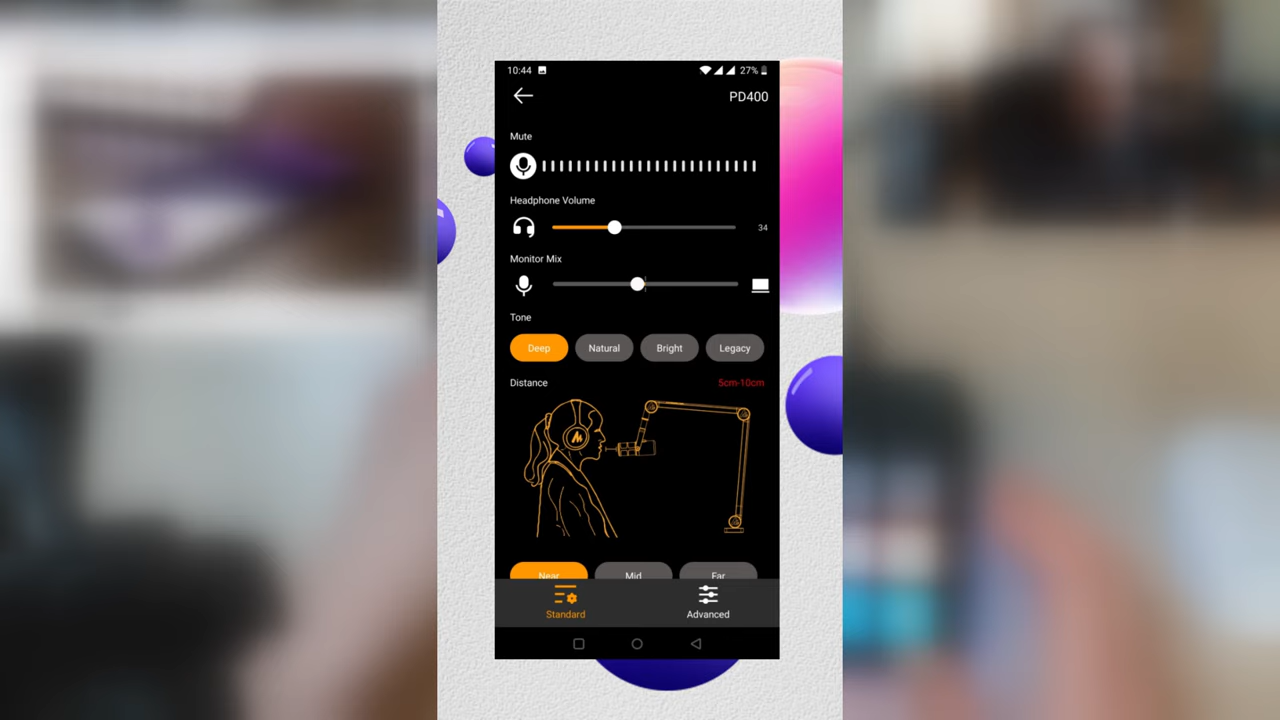 10:44 27%
PD400
Mute
Headphone Volume
34
Monitor Mix
Tone
Deep Natural Bright Legacy
Distance 5cm-10cm
Near Mid Far
Standard Advanced